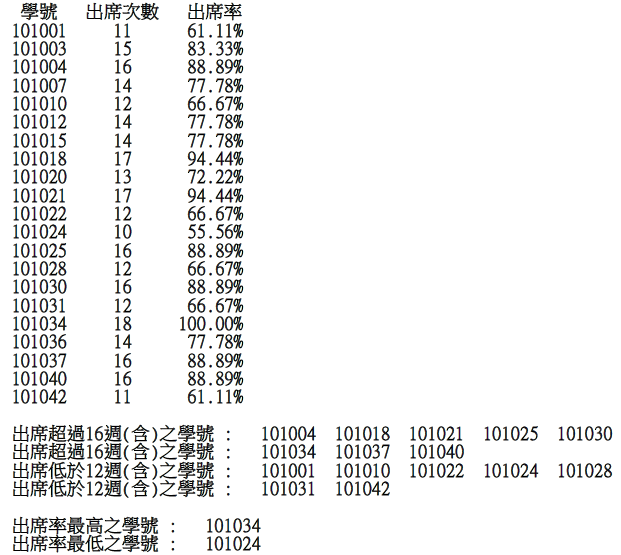 學號 出席次數 出席率
101001 11 61.11%
101003 15 83.33%
101004 16 88.89%
101007 14 77.78%
101010 12 66.67%
101012 14 77.78%
101015 14 77.78%
101018 17 94.44%
101020 13 72.22%
101021 17 94.44%
101022 12 66.67%
101024 10 55.56%
101025 16 88.89%
101028 12 66.67%
101030 16 88.89%
101031 12 66.67%
101034 18 100.00%
101036 14 77.78%
101037 16 88.89%
101040 16 88.89%
101042 11 61.11%
出席超過16週(含)之學號 : 101004 101018 101021 101025 101030
出席超過16週(含)之學號 : 101034 101037 101040
出席低於12週(含)之學號 : 101001 101010 101022 101024 101028
出席低於12週(含)之學號 : 101031 101042
出席率最高之學號 : 101034
出席率最低之學號 : 101024